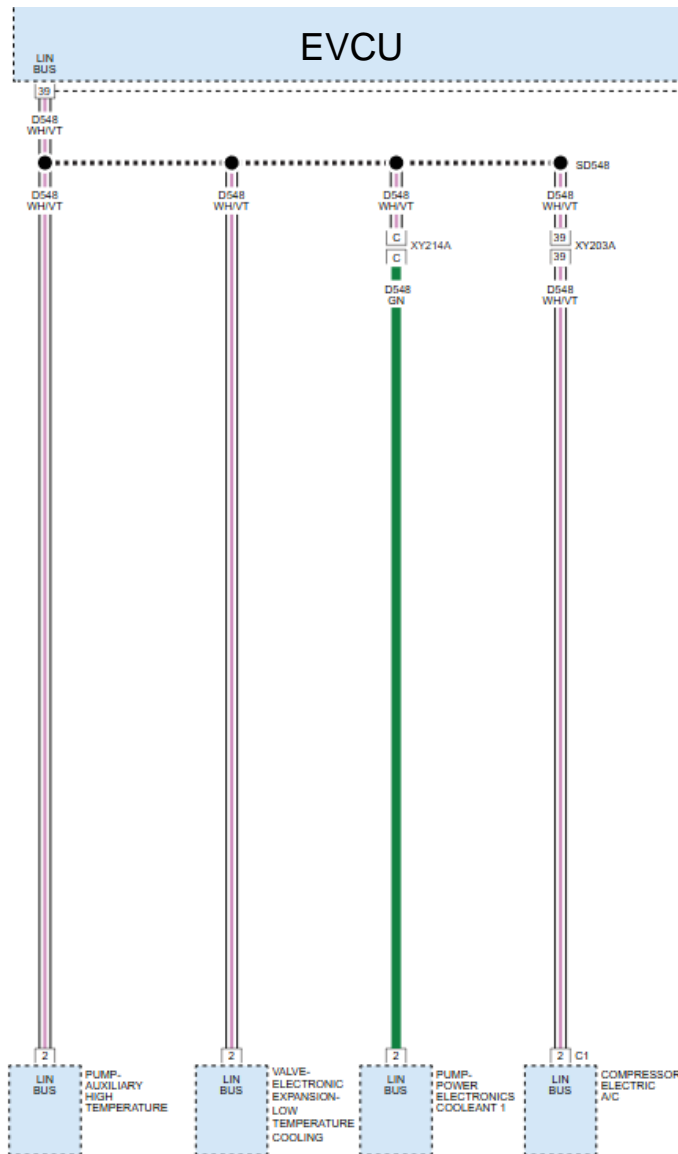 EVCU
LIN
BUS
39
D548
WH/VT
SD548
D548
WH/VT
D548
WH/VT
D548
WH/VT
D548
WH/VT
C
C
XY214A
39
39
XY203A
D548
GN
D548
WH/VT
2
2
2
2
C1
LIN
BUS
PUMP-
AUXILIARY
HIGH
TEMPERATURE
LIN
BUS
VALVE-
ELECTRONIC
EXPANSION-
LOW
TEMPERATURE
COOLING
LIN
BUS
PUMP-
POWER
ELECTRONICS
COOLEANT 1
LIN
BUS
COMPRESSOR
ELECTRIC
A/C